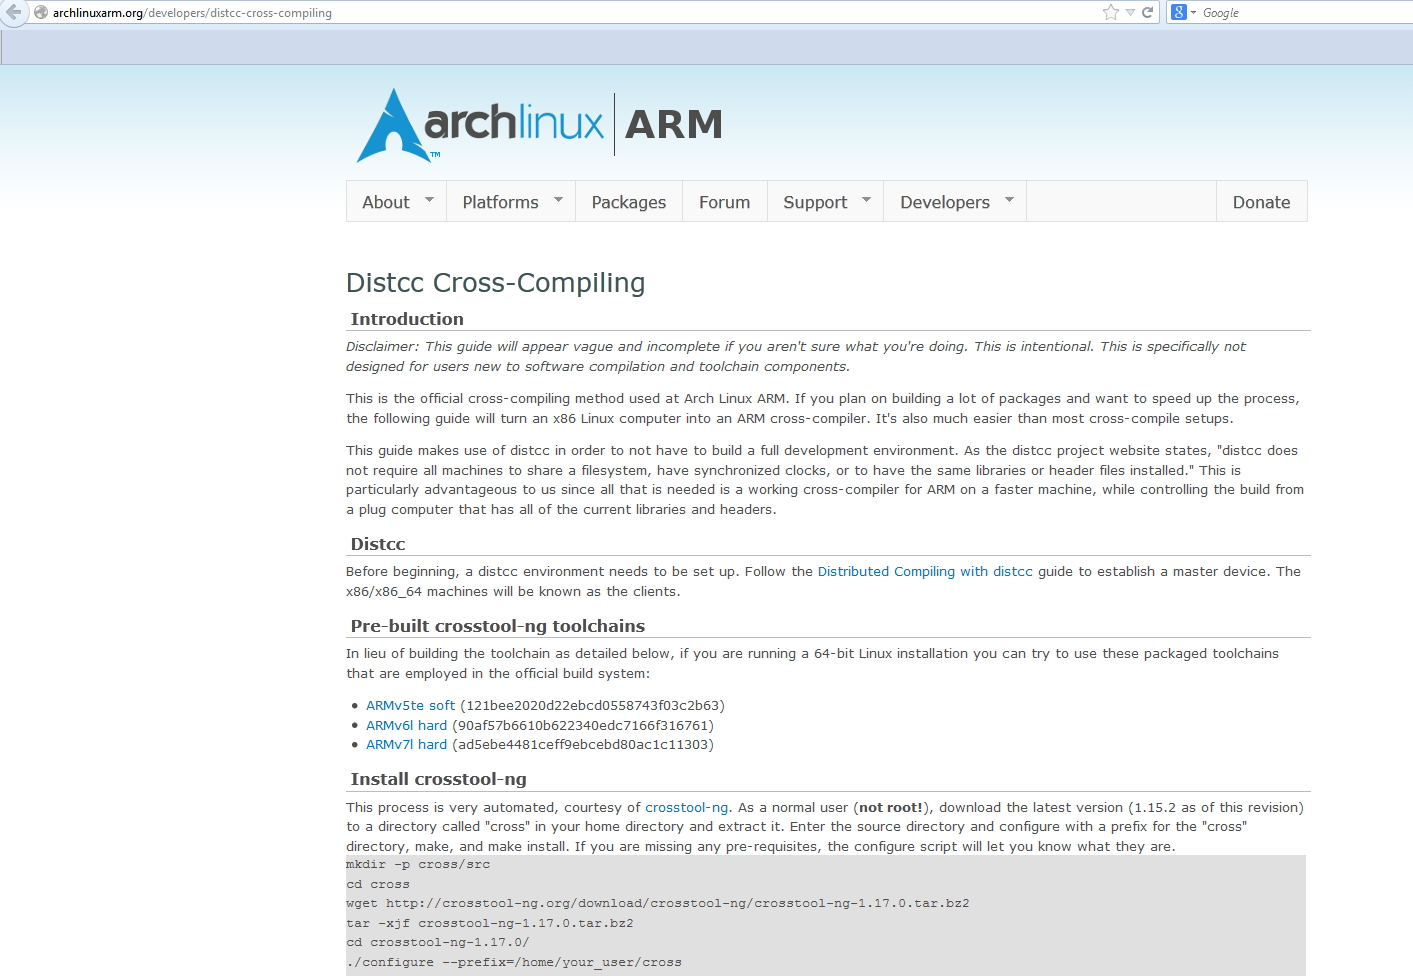 archlinuxarm.org/developers/distcc-cross-compiling
8 Google
archlinux ARM
TM
About Platforms Packages Forum Support Developers Donate
Distcc Cross-Compiling
Introduction
Disclaimer: This guide will appear vague and incomplete if you aren't sure what you're doing. This is intentional. This is specifically not
designed for users new to software compilation and toolchain components.
This is the official cross-compiling method used at Arch Linux ARM. If you plan on building a lot of packages and want to speed up the process,
the following guide will turn an x86 Linux computer into an ARM cross-compiler. It's also much easier than most cross-compile setups.
This guide makes use of distcc in order to not have to build a full development environment. As the distcc project website states, "distcc does
not require all machines to share a filesystem, have synchronized clocks, or to have the same libraries or header files installed." This is
particularly advantageous to us since all that is needed is a working cross-compiler for ARM on a faster machine, while controlling the build from
a plug computer that has all of the current libraries and headers.
Distcc
Before beginning, a distcc environment needs to be set up. Follow the Distributed Compiling with distcc guide to establish a master device. The
x86/x86_64 machines will be known as the clients.
Pre-built crosstool-ng toolchains
In lieu of building the toolchain as detailed below, if you are running a 64-bit Linux installation you can try to use these packaged toolchains
that are employed in the official build system:
• ARMv5te soft (121bee2020d22ebcd0558743f03c2b63)
• ARMv6l hard (90af57b6610b622340edc7166f316761)
• ARMv7l hard (ad5ebe4481ceff9ebcebd80ac1c11303)
Install crosstool-ng
This process is very automated, courtesy of crosstool-ng. As a normal user (not root!), download the latest version (1.15.2 as of this revision)
to a directory called "cross" in your home directory and extract it. Enter the source directory and configure with a prefix for the "cross"
directory, make, and make install. If you are missing any pre-requisites, the configure script will let you know what they are.
mkdir -p cross/src
cd cross
wget http://crosstool-ng.org/download/crosstool-ng/crosstool-ng-1.17.0.tar.bz2
tar -xjf crosstool-ng-1.17.0.tar.bz2
cd crosstool-ng-1.17.0/
./configure --prefix=/home/your_user/cross